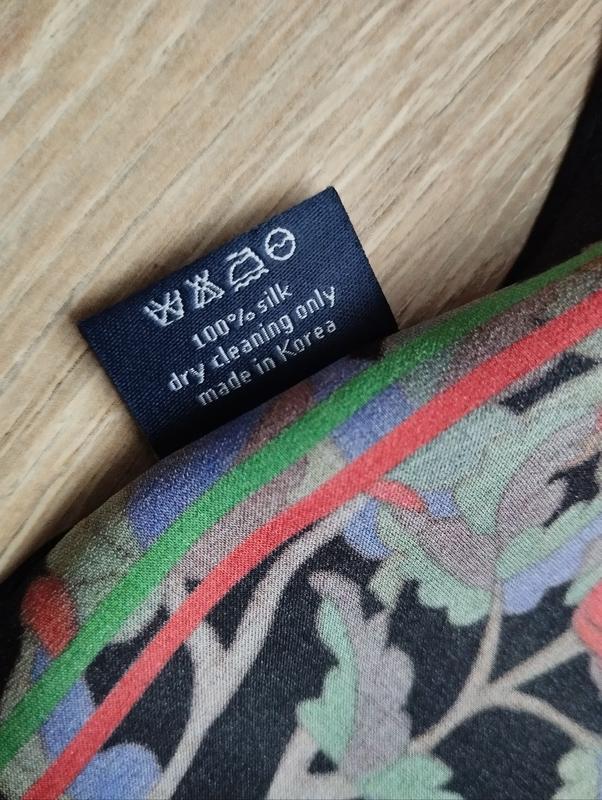 100% silk
dry cleaning only
made in Korea